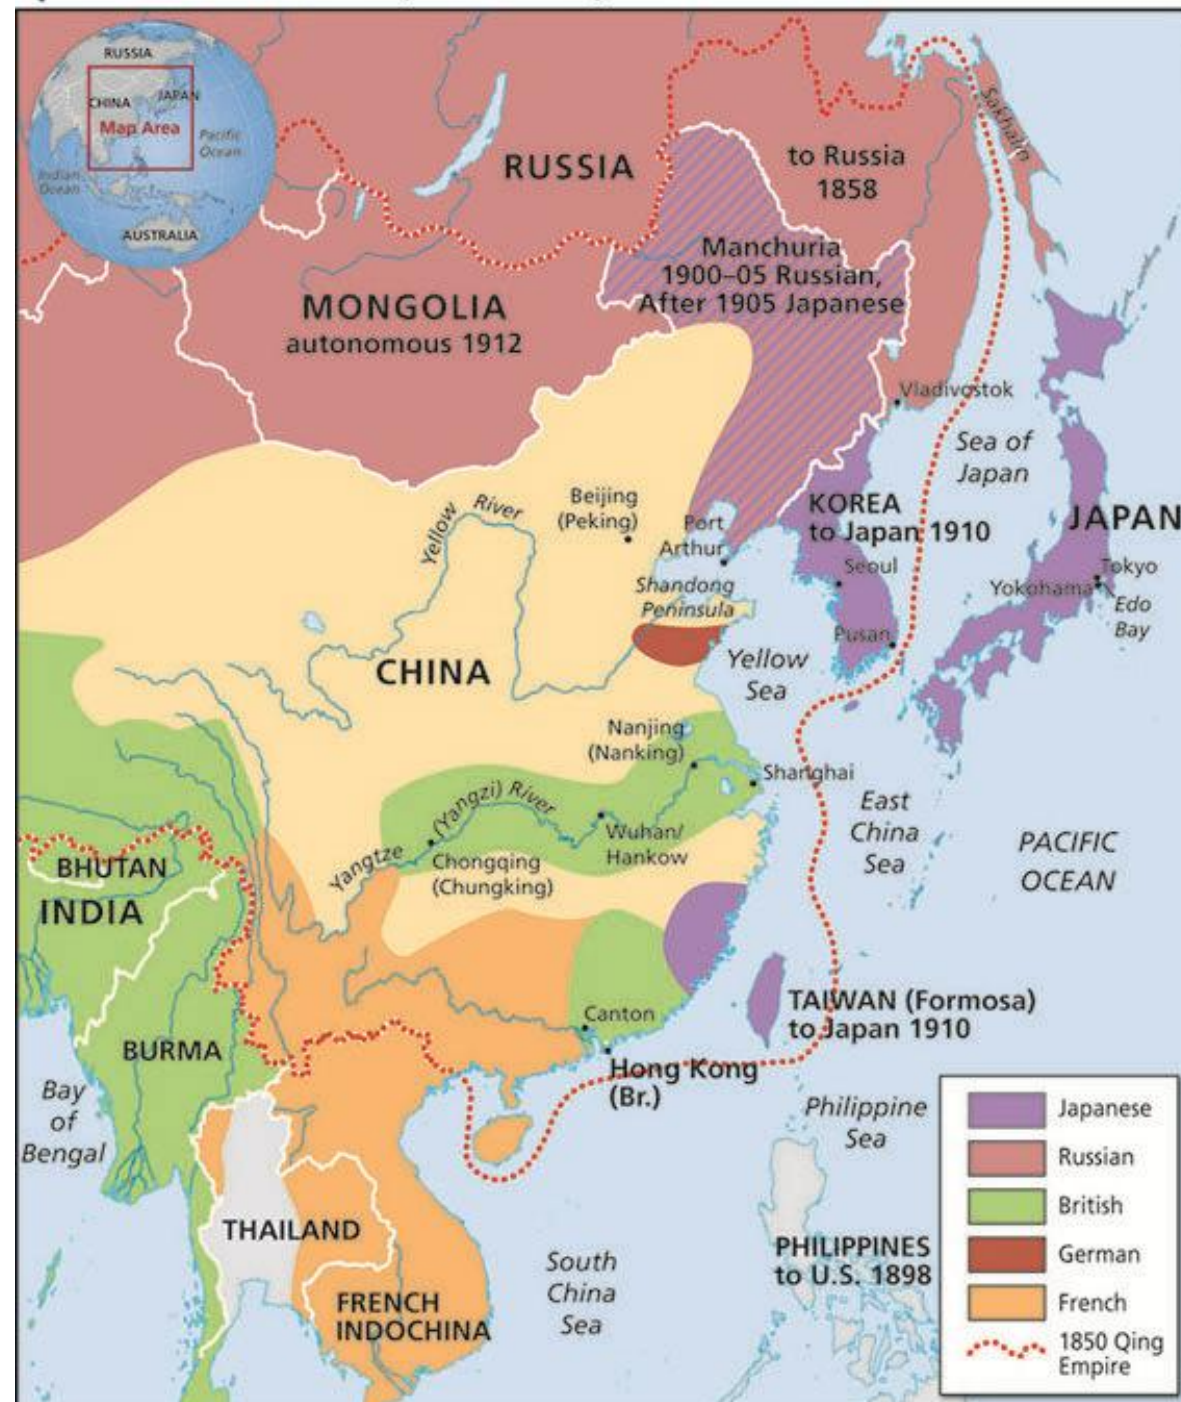 RUSSIA
CHINA
JAPAN
Map Area
Pacific
Ocean
Indian
Ocean
AUSTRALIA
RUSSIA
to Russia
1858
Sakhalin
Manchuria
1900–05 Russian,
After 1905 Japanese
MONGOLIA
autonomous 1912
Vladivostok
Sea of
Japan
Yellow River
Beijing
(Peking)
Port
Arthur
KOREA
to Japan 1910
JAPAN
Seoul
Tokyo
Yokohama
Edo
Bay
Shandong
Peninsula
Pusan
CHINA
Yellow
Sea
Nanjing
(Nanking)
Shanghai
Yangtze (Yangzi) River
Wuhan/
Hankow
Chongqing
(Chungking)
East
China
Sea
PACIFIC
OCEAN
BHUTAN
INDIA
BURMA
Canton
TAIWAN (Formosa)
to Japan 1910
Hong Kong
(Br.)
Bay
of
Bengal
Philippine
Sea
THAILAND
FRENCH
INDOCHINA
South
China
Sea
PHILIPPINES
to U.S. 1898
Japanese
Russian
British
German
French
1850 Qing
Empire